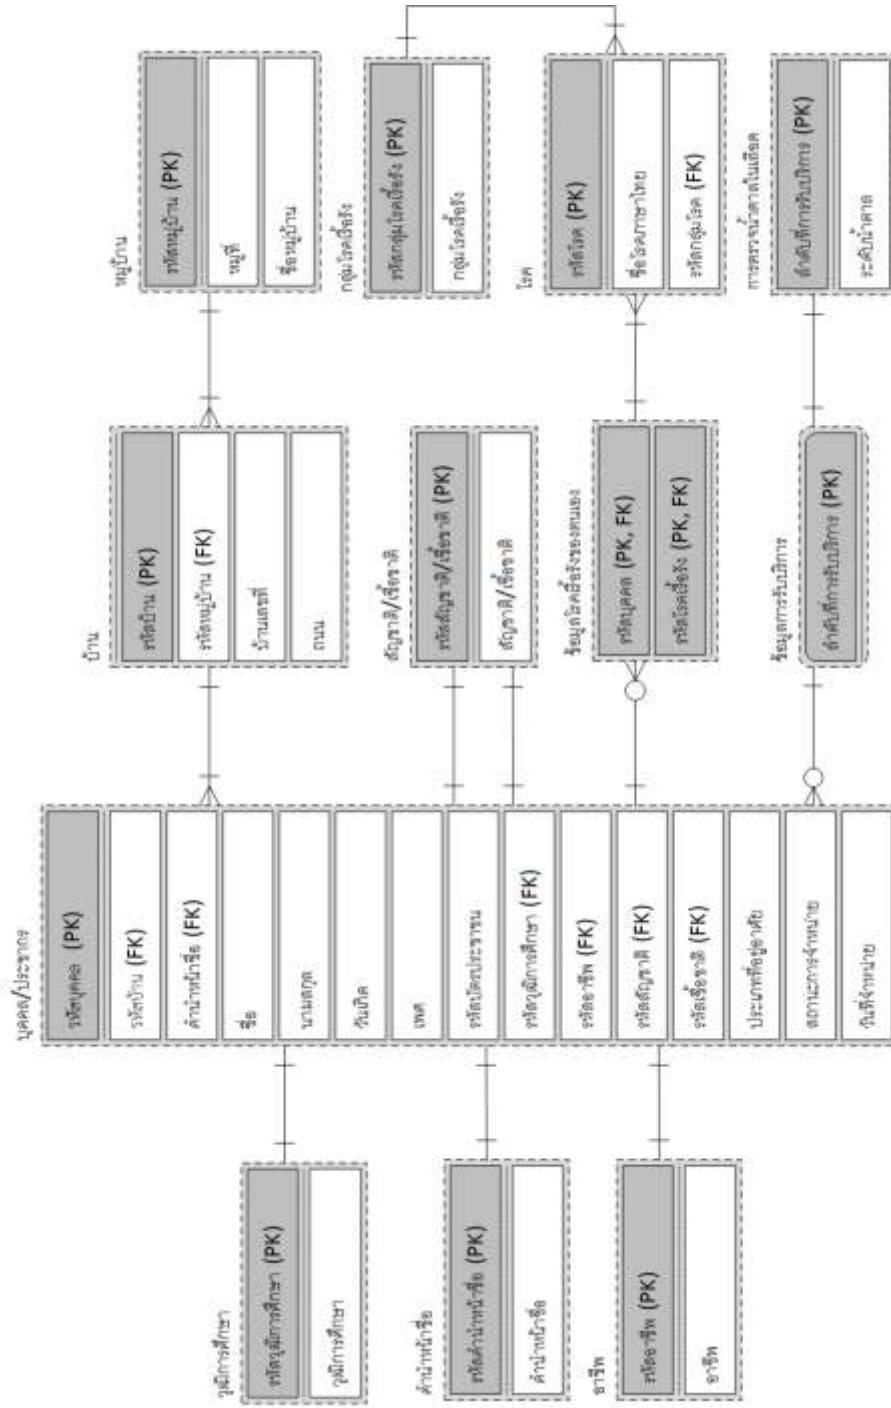 วุฒิการศึกษา
รหัสวุฒิการศึกษา (PK)
วุฒิการศึกษา
คำนำหน้าชื่อ
รหัสคำนำหน้าชื่อ (PK)
คำนำหน้าชื่อ
อาชีพ
รหัสอาชีพ (PK)
อาชีพ
บุคคล/ประชากร
รหัสบุคคล (PK)
รหัสบ้าน (FK)
คำนำหน้าชื่อ (FK)
ชื่อ
นามสกุล
วันเกิด
เพศ
รหัสบัตรประชาชน
รหัสวุฒิการศึกษา (FK)
รหัสอาชีพ (FK)
รหัสสัญชาติ (FK)
รหัสเชื้อชาติ (FK)
ประเภทที่อยู่อาศัย
สถานะการจำหน่าย
วันที่จำหน่าย
บ้าน
รหัสบ้าน (PK)
รหัสหมู่บ้าน (FK)
บ้านเลขที่
ถนน
สัญชาติ/เชื้อชาติ
รหัสสัญชาติ/เชื้อชาติ (PK)
สัญชาติ/เชื้อชาติ
ข้อมูลโรคเรื้อรังของตนเอง
รหัสบุคคล (PK, FK)
รหัสโรคเรื้อรัง (PK, FK)
ข้อมูลการรับบริการ
ลำดับที่การรับบริการ (PK)
หมู่บ้าน
รหัสหมู่บ้าน (PK)
หมู่ที่
ชื่อหมู่บ้าน
กลุ่มโรคเรื้อรัง
รหัสกลุ่มโรคเรื้อรัง (PK)
กลุ่มโรคเรื้อรัง
โรค
รหัสโรค (PK)
ชื่อโรคภาษาไทย
รหัสกลุ่มโรค (FK)
การตรวจน้ำตาลในเลือด
ลำดับที่การรับบริการ (PK)
ระดับน้ำตาล